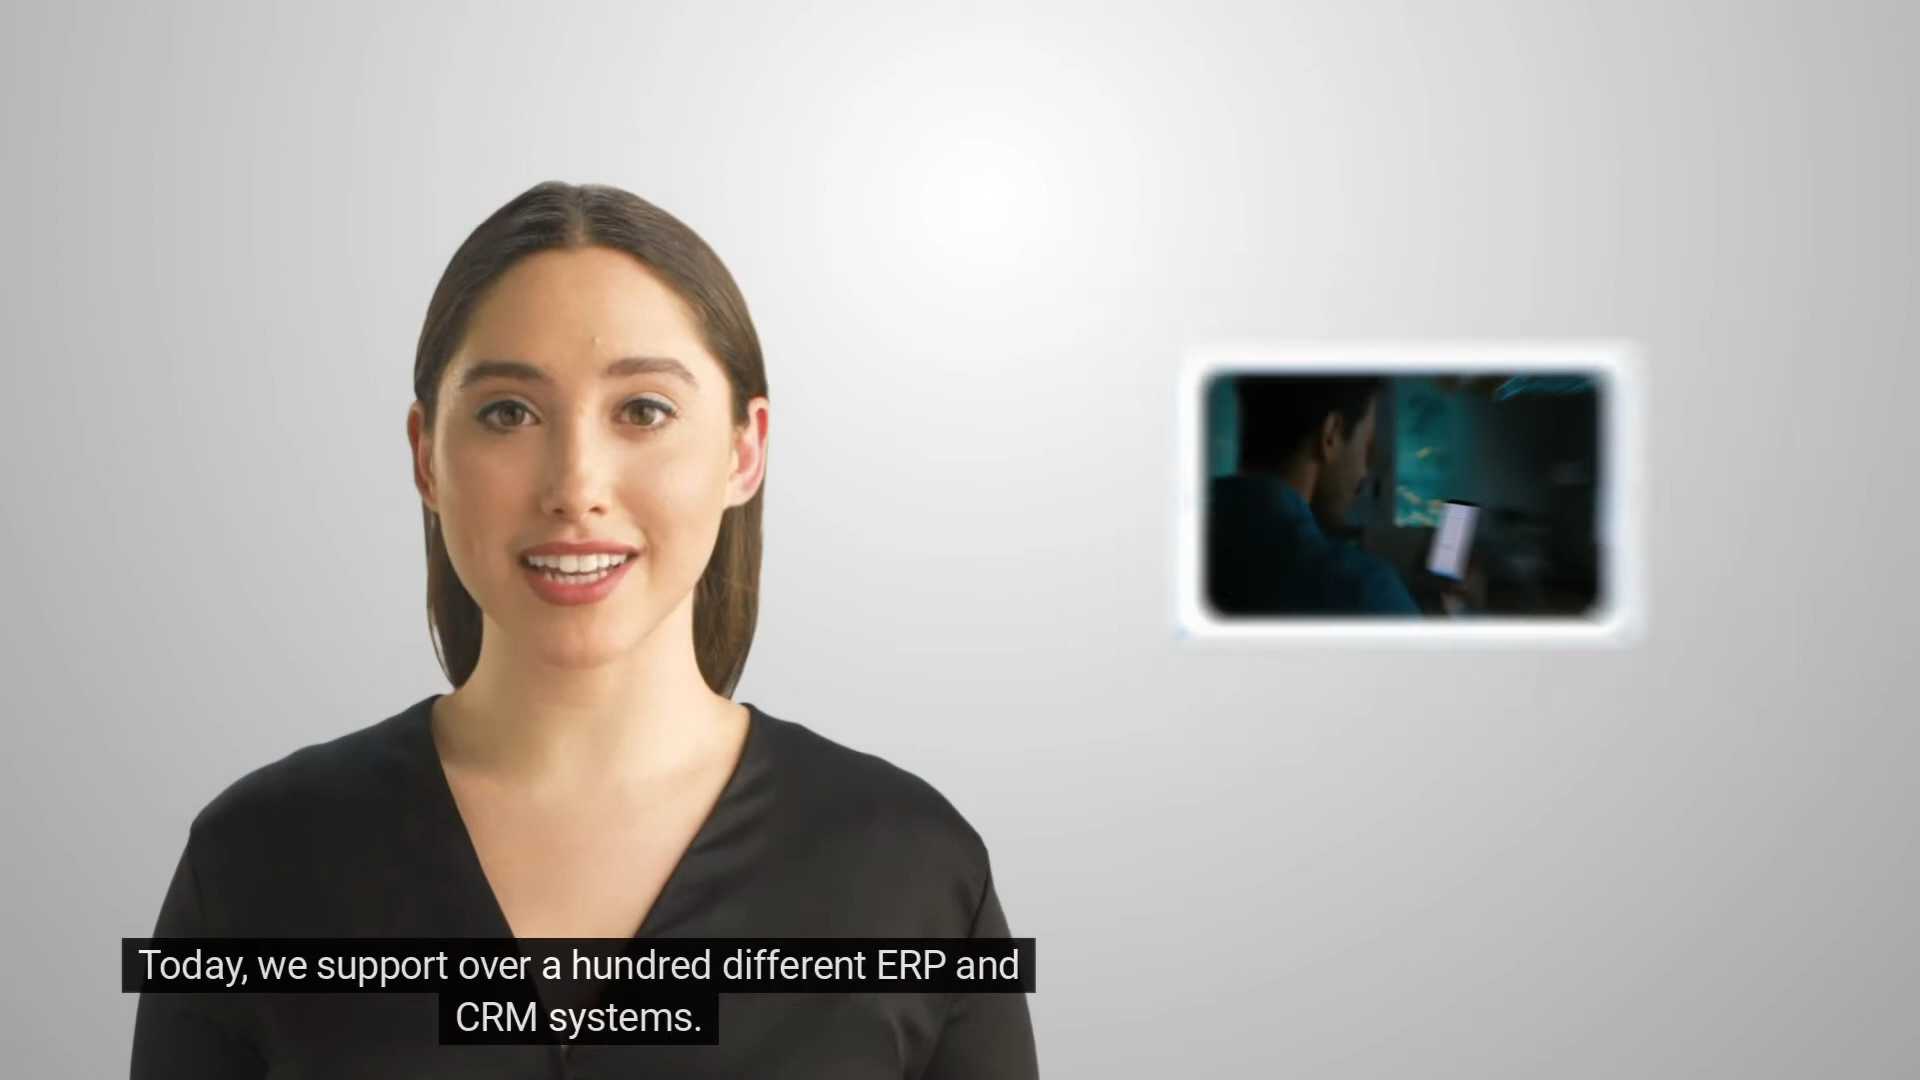 Today, we support over a hundred different ERP and
CRM systems.